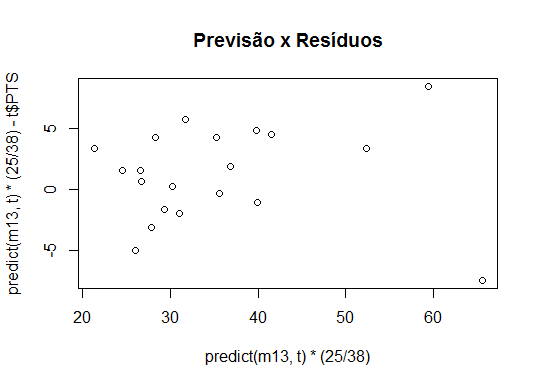 Previsão x Resíduos
predict(m13, t) * (25/38) - t$PTS
5
0
-5
20 30 40 50 60
predict(m13, t) * (25/38)